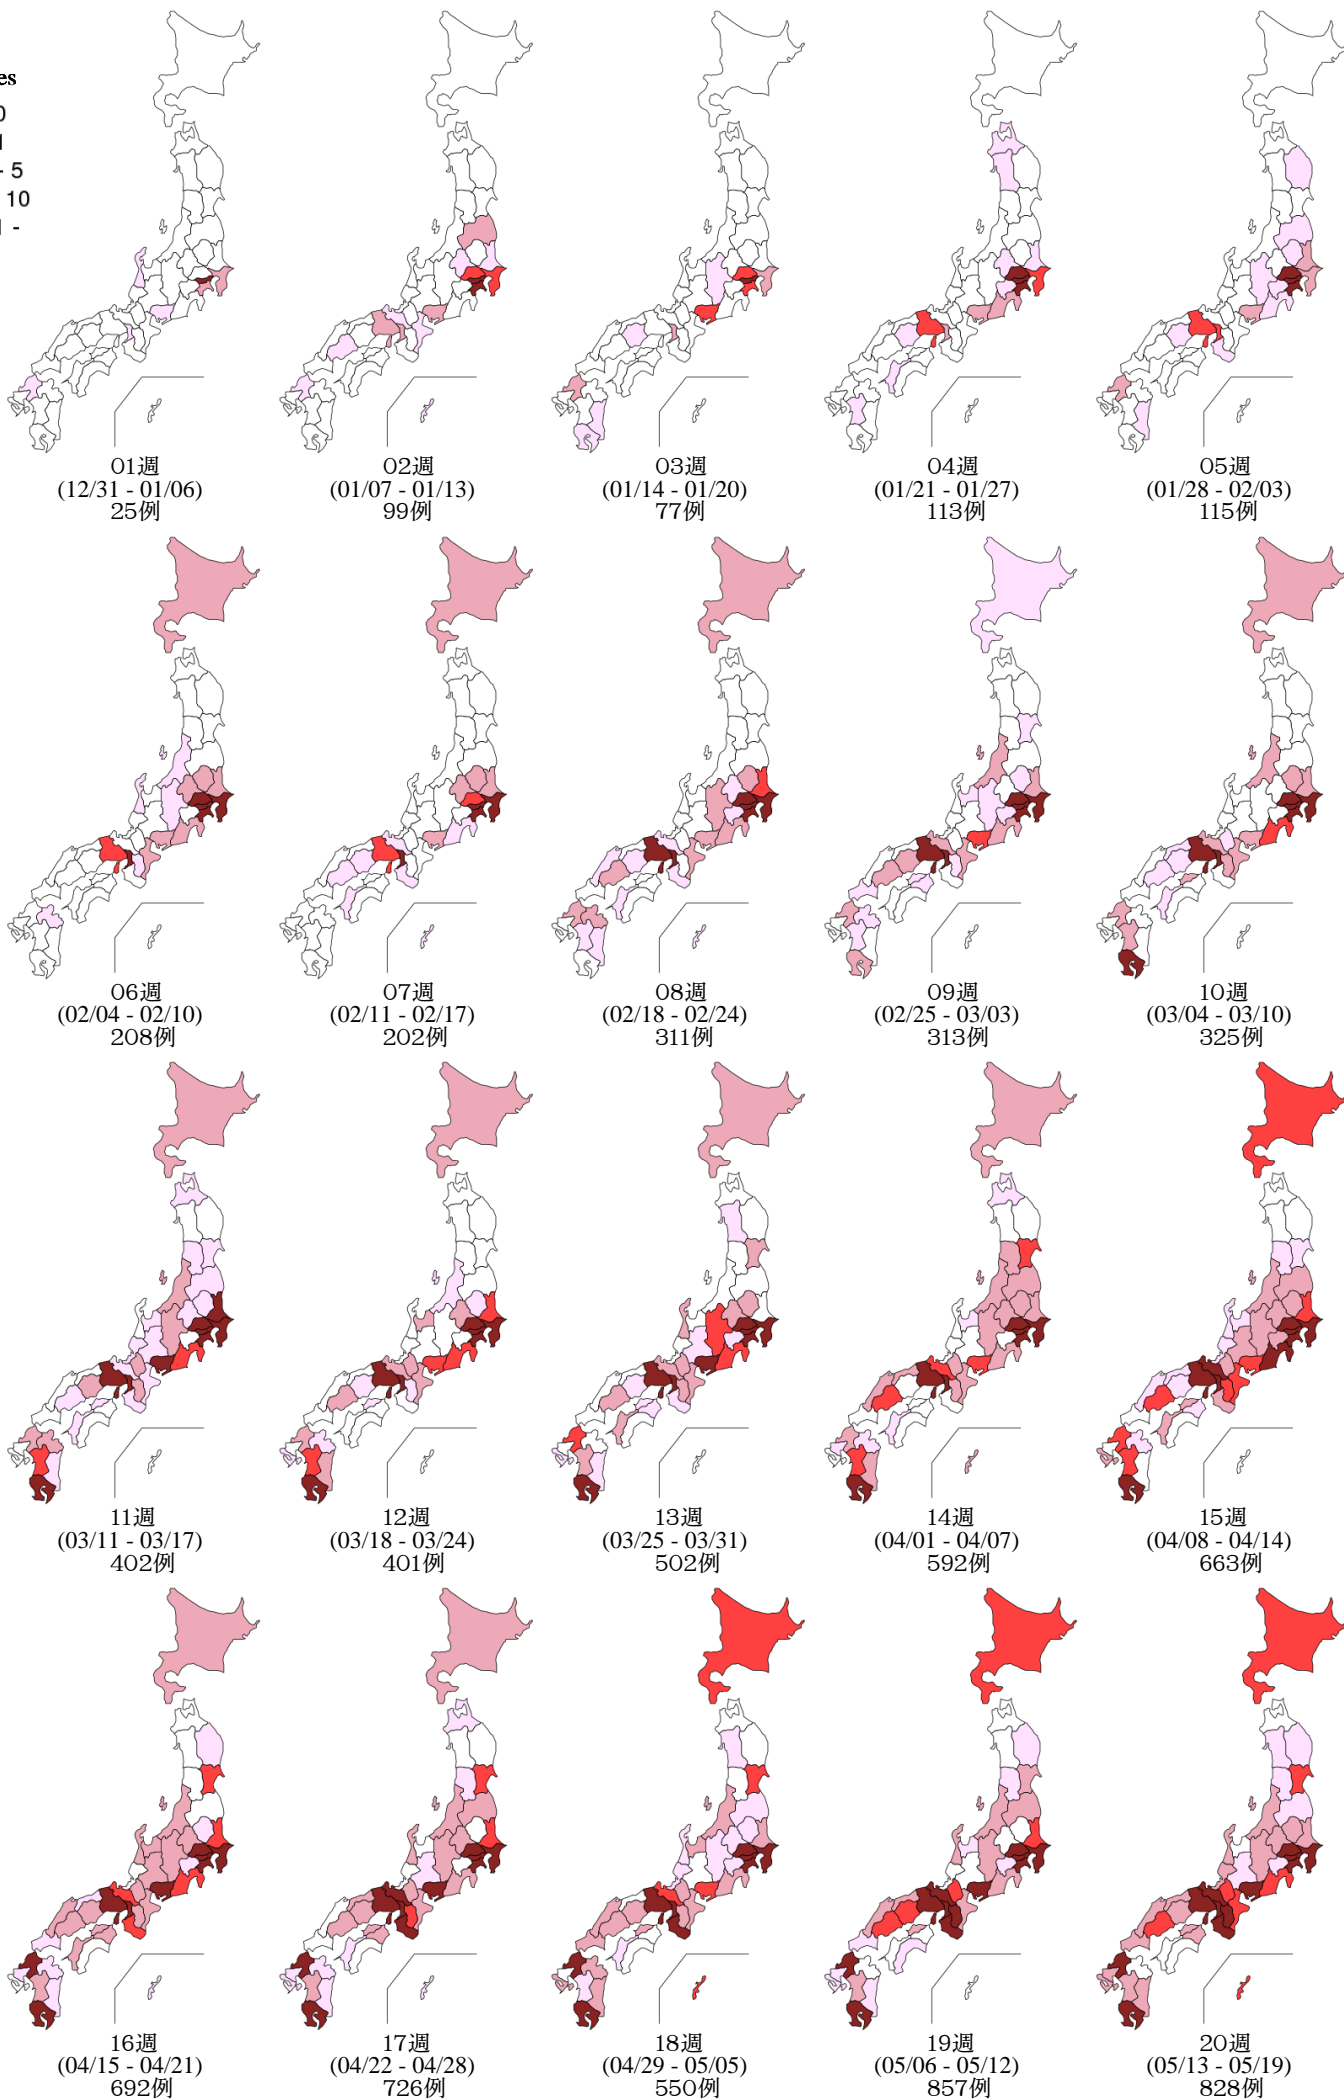 es
0
1
- 5
10
-
01週
(12/31 - 01/06)
25例
02週
(01/07 - 01/13)
99例
03週
(01/14 - 01/20)
77例
04週
(01/21 - 01/27)
113例
05週
(01/28 - 02/03)
115例
06週
(02/04 - 02/10)
208例
07週
(02/11 - 02/17)
202例
08週
(02/18 - 02/24)
311例
09週
(02/25 - 03/03)
313例
10週
(03/04 - 03/10)
325例
11週
(03/11 - 03/17)
402例
12週
(03/18 - 03/24)
401例
13週
(03/25 - 03/31)
502例
14週
(04/01 - 04/07)
592例
15週
(04/08 - 04/14)
663例
16週
(04/15 - 04/21)
692例
17週
(04/22 - 04/28)
726例
18週
(04/29 - 05/05)
550例
19週
(05/06 - 05/12)
857例
20週
(05/13 - 05/19)
828例